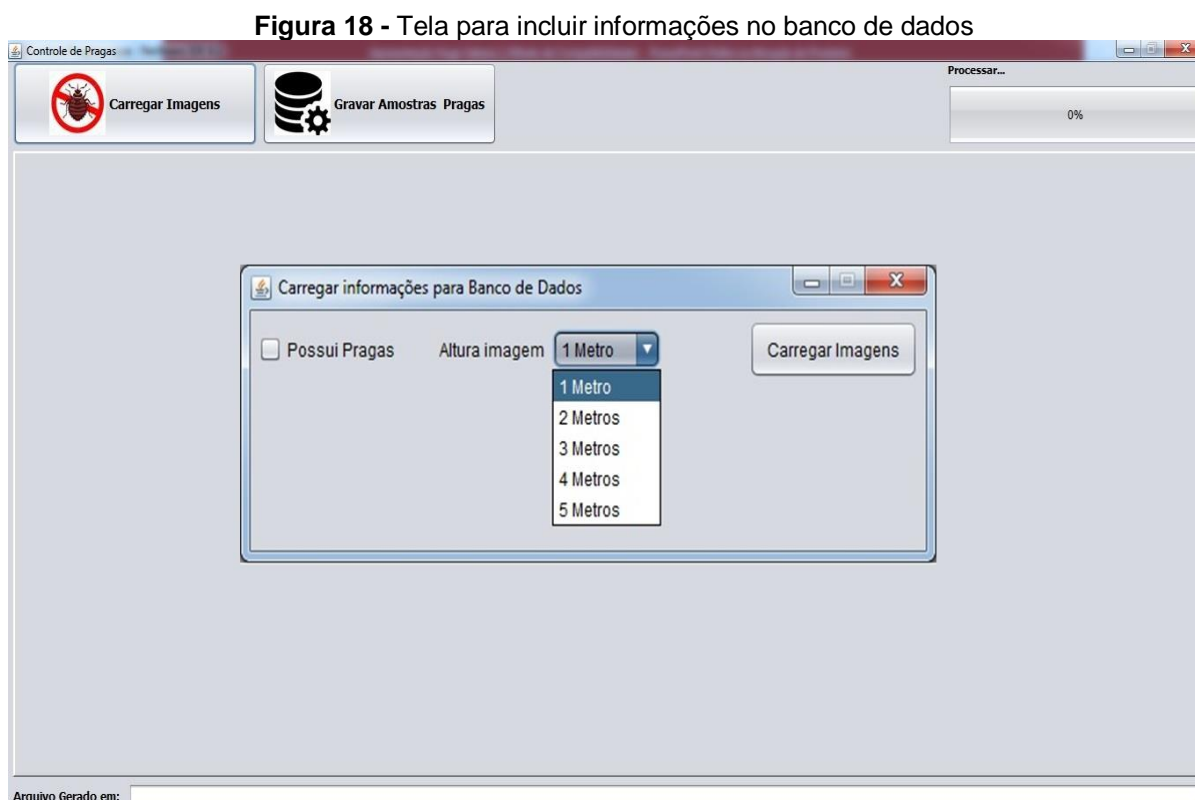 Figura 18 - Tela para incluir informações no banco de dados
Controle de Pragas
Carregar Imagens
Gravar Amostras Pragas
Processar...
0%
Carregar informações para Banco de Dados
Possui Pragas
Altura imagem
1 Metro
Carregar Imagens
1 Metro
2 Metros
3 Metros
4 Metros
5 Metros
Arquivo Gerado em: